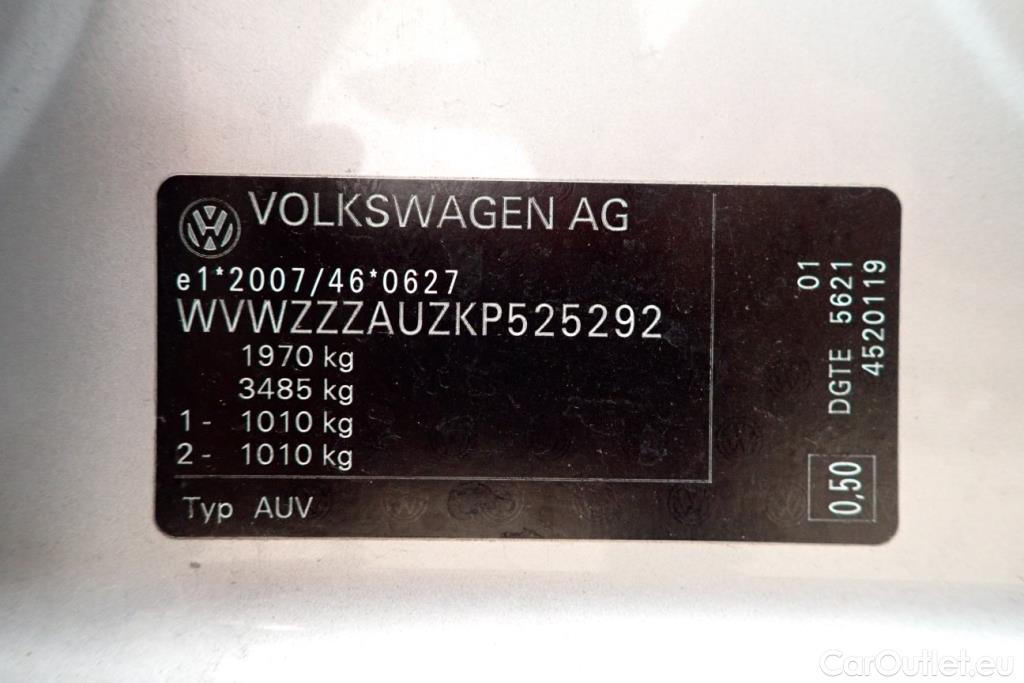 VOLKSWAGEN AG
e1*2007/46*0627
WVWZZZAUZKP525292
1970 kg
3485 kg
1- 1010 kg
2- 1010 kg
Typ AUV
01
DGTE 5621
4520119
0,50
CarOutlet.eu